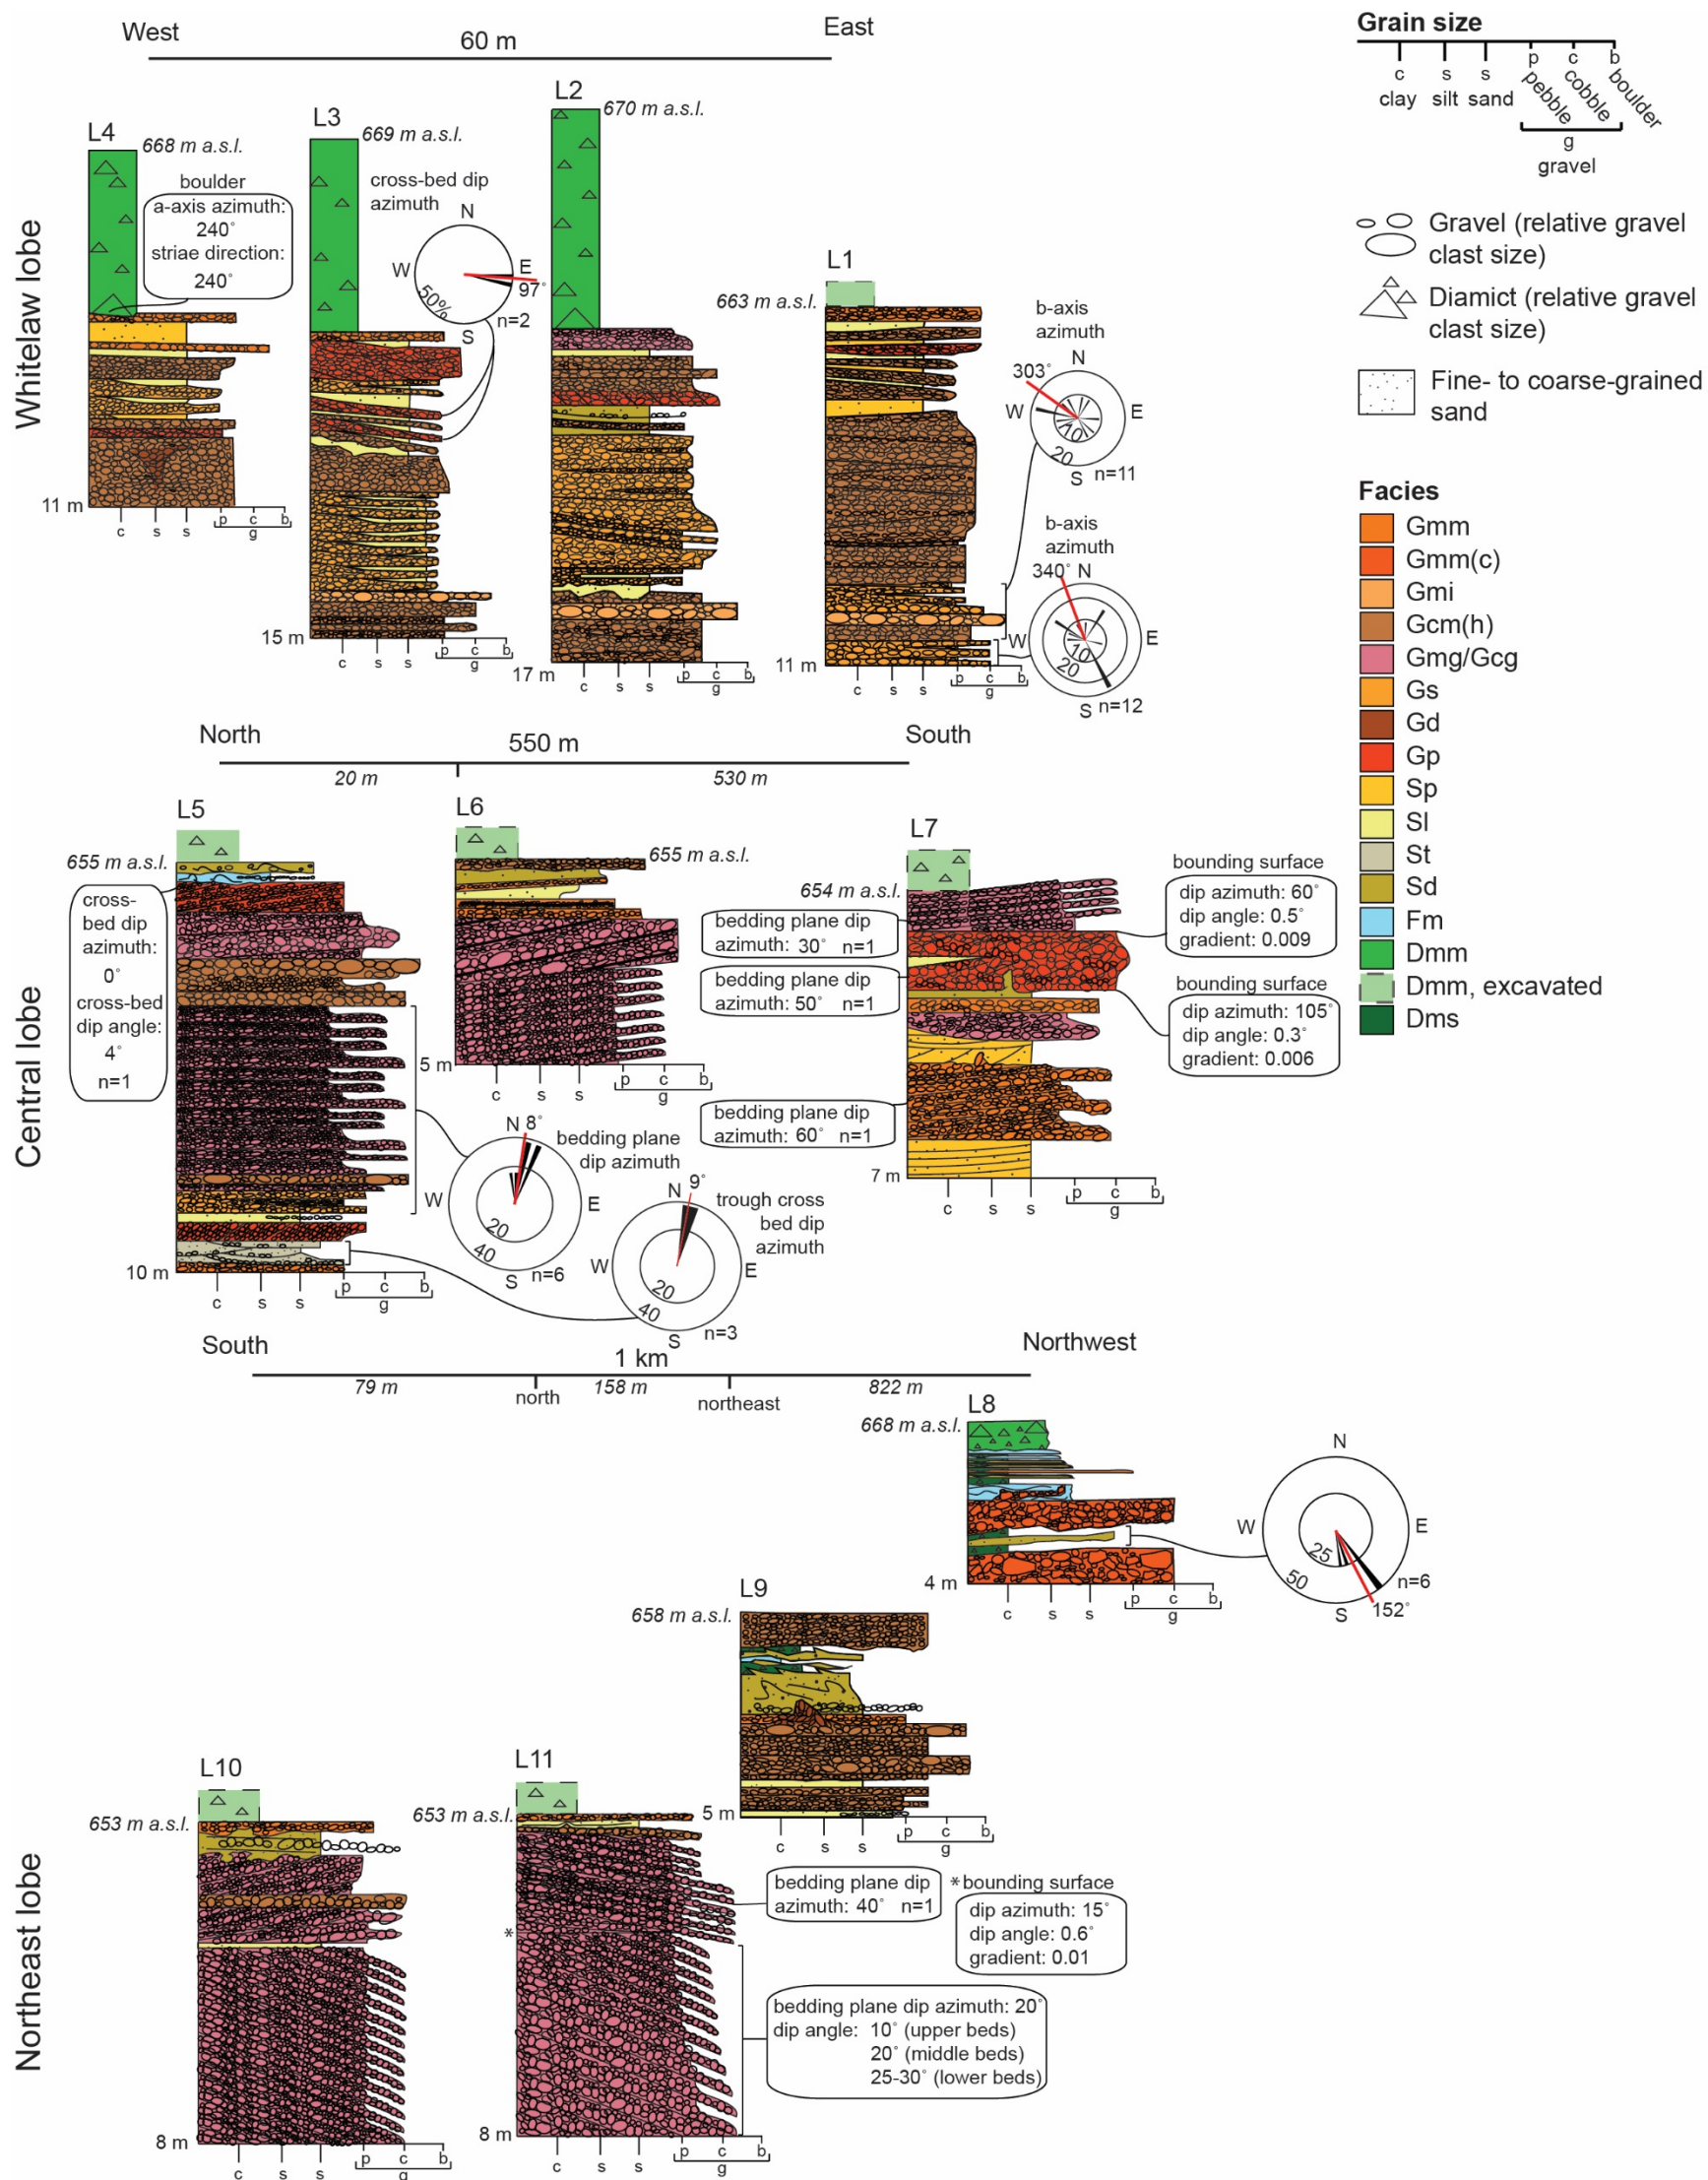 West
60 m
East
L4
668 m a.s.l.
boulder
a-axis azimuth:
240°
striae direction:
240°
11 m
c s s p c b
g
L3
669 m a.s.l.
cross-bed dip
azimuth
N
W
E
97°
50%
S
n=2
15 m
c s s p c b
g
L2
670 m a.s.l.
17 m
c s s p c b
g
L1
663 m a.s.l.
11 m
c s s p c b
g
b-axis
azimuth
303°
N
W
E
10
20
S
n=11
b-axis
azimuth
340°
N
W
E
10
20
S
n=12
Whitelaw lobe
Grain size
c s s p c b
clay silt sand pebble cobble boulder
g
gravel
Gravel (relative gravel
clast size)
Diamict (relative gravel
clast size)
Fine- to coarse-grained
sand
Facies
Gmm
Gmm(c)
Gmi
Gcm(h)
Gmg/Gcg
Gs
Gd
Gp
Sp
Sl
St
Sd
Fm
Dmm
Dmm, excavated
Dms
North
550 m
South
20 m
530 m
L5
655 m a.s.l.
cross-
bed dip
azimuth:
0°
cross-bed
dip angle:
4°
n=1
10 m
c s s p c b
g
L6
655 m a.s.l.
5 m
c s s p c b
g
N 8°
bedding plane
dip azimuth
W
E
20
40
S
n=6
N
9°
trough cross
bed dip
azimuth
W
E
20
40
S
n=3
L7
654 m a.s.l.
bedding plane dip
azimuth: 30° n=1
bedding plane dip
azimuth: 50° n=1
bedding plane dip
azimuth: 60° n=1
bounding surface
dip azimuth: 60°
dip angle: 0.5°
gradient: 0.009
bounding surface
dip azimuth: 105°
dip angle: 0.3°
gradient: 0.006
7 m
c s s p c b
g
Central lobe
South
1 km
Northwest
79 m
north
158 m
northeast
822 m
L8
668 m a.s.l.
4 m
c s s p c b
g
N
W
E
25
50
n=6
S
152°
L9
658 m a.s.l.
5 m
c s s p c b
g
L10
653 m a.s.l.
8 m
c s s p c b
g
L11
653 m a.s.l.
*
8 m
c s s p c b
g
bedding plane dip
azimuth: 40° n=1
*bounding surface
dip azimuth: 15°
dip angle: 0.6°
gradient: 0.01
bedding plane dip azimuth: 20°
dip angle: 10° (upper beds)
20° (middle beds)
25-30° (lower beds)
Northeast lobe